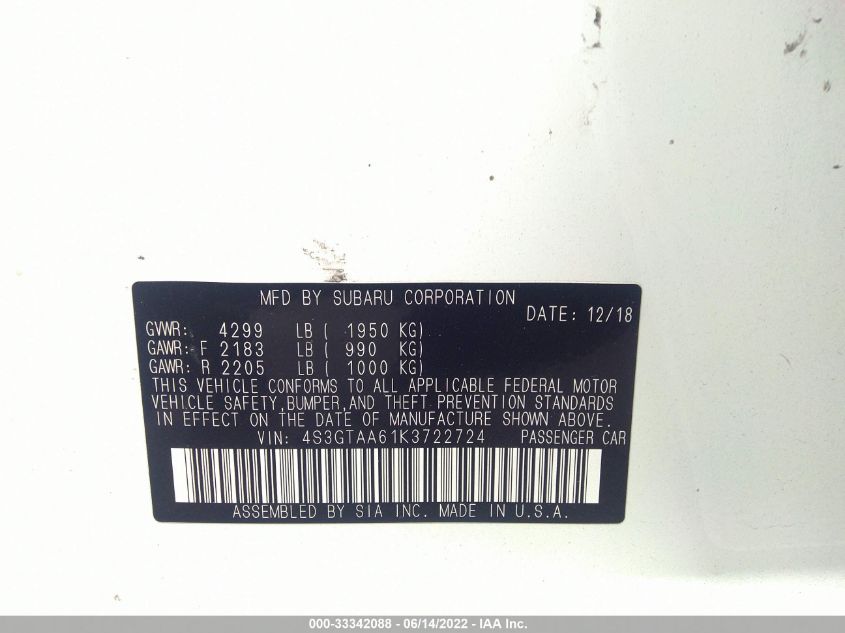 MFD BY SUBARU CORPORATION
DATE: 12/18
GVWR: 4299 LB ( 1950 KG)
GAWR: F 2183 LB ( 990 KG)
GAWR: R 2205 LB ( 1000 KG)
THIS VEHICLE CONFORMS TO ALL APPLICABLE FEDERAL MOTOR
VEHICLE SAFETY,BUMPER,AND THEFT PREVENTION STANDARDS
IN EFFECT ON THE DATE OF MANUFACTURE SHOWN ABOVE.
VIN: 4S3GTAA61K3722724 PASSENGER CAR
ASSEMBLED BY SIA INC. MADE IN U.S.A.
000-33342088 - 06/14/2022 - IAA Inc.